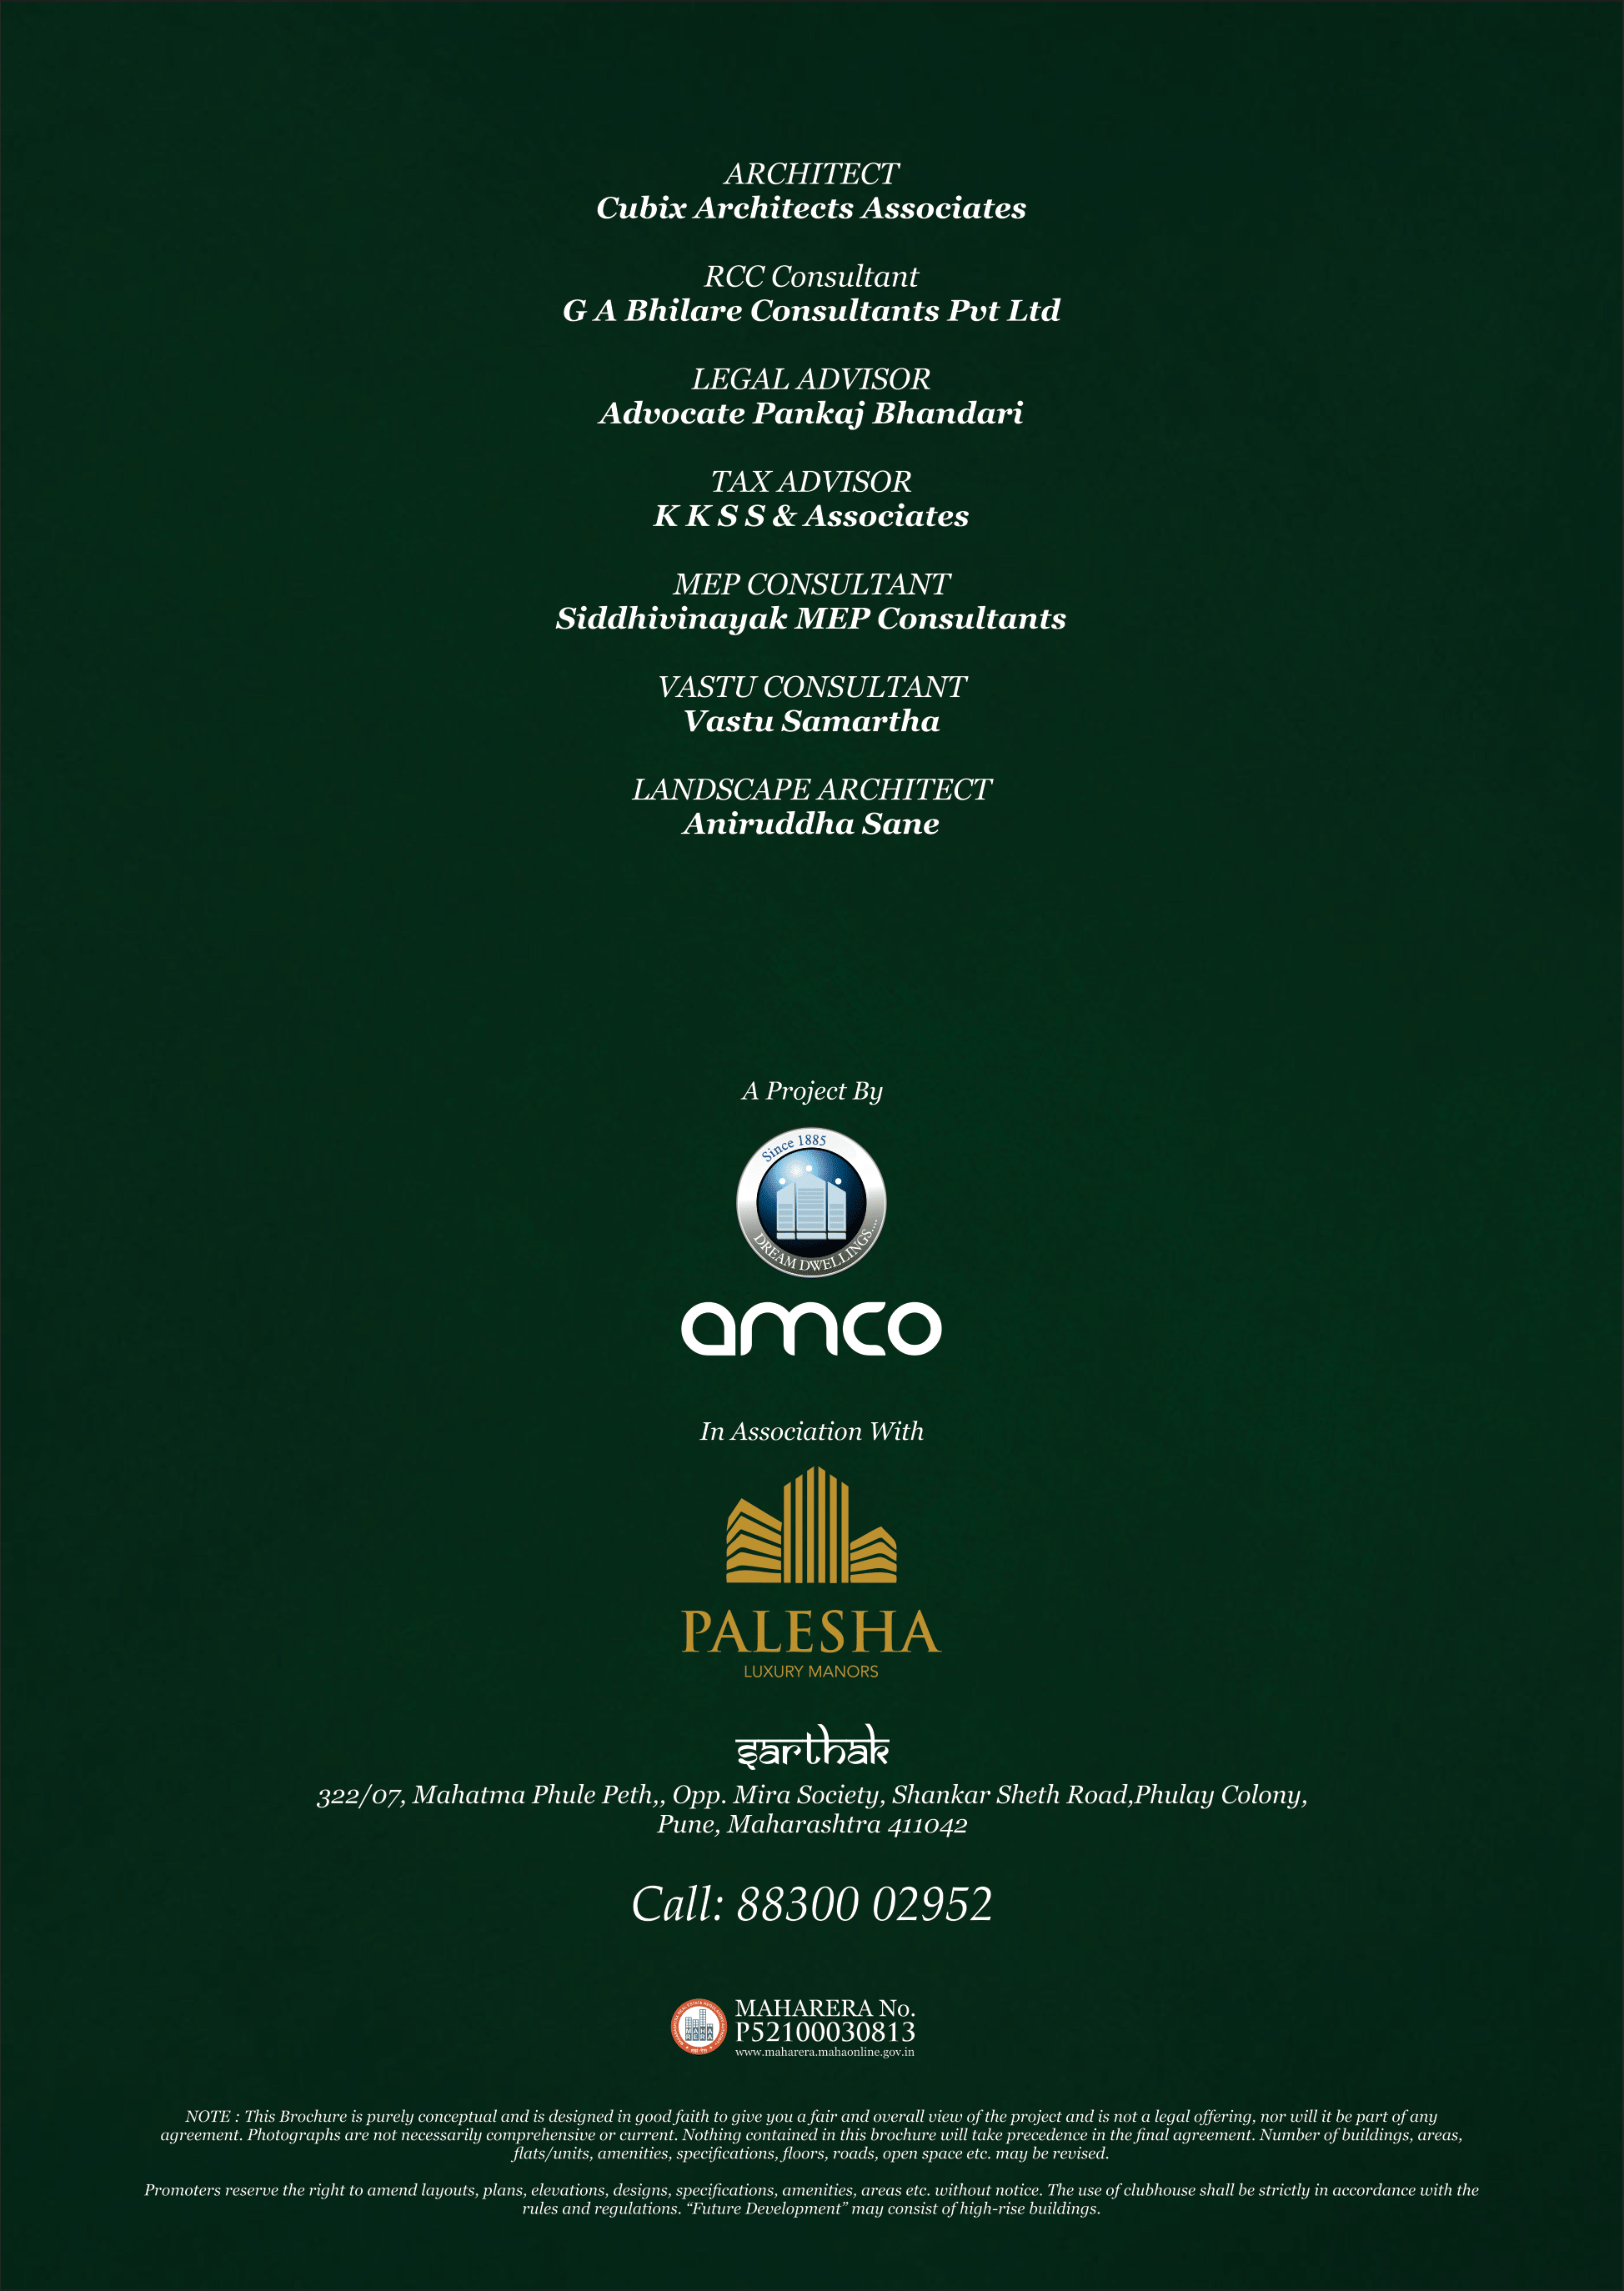 ARCHITECT
Cubix Architects Associates
RCC Consultant
G A Bhilare Consultants Pvt Ltd
LEGAL ADVISOR
Advocate Pankaj Bhandari
TAX ADVISOR
K K S S & Associates
MEP CONSULTANT
Siddhivinayak MEP Consultants
VASTU CONSULTANT
Vastu Samartha
LANDSCAPE ARCHITECT
Aniruddha Sane
A Project By
Since 1885
DREAM DWELLINGS....
amco
In Association With
PALESHA
LUXURY MANORS
sarthak
322/07, Mahatma Phule Peth,, Opp. Mira Society, Shankar Sheth Road,Phulay Colony,
Pune, Maharashtra 411042
Call: 88300 02952
MAHA
RERA
MAHARERA No.
P52100030813
www.maharera.mahaonline.gov.in
NOTE : This Brochure is purely conceptual and is designed in good faith to give you a fair and overall view of the project and is not a legal offering, nor will it be part of any
agreement. Photographs are not necessarily comprehensive or current. Nothing contained in this brochure will take precedence in the final agreement. Number of buildings, areas,
flats/units, amenities, specifications, floors, roads, open space etc. may be revised.
Promoters reserve the right to amend layouts, plans, elevations, designs, specifications, amenities, areas etc. without notice. The use of clubhouse shall be strictly in accordance with the
rules and regulations. “Future Development” may consist of high-rise buildings.